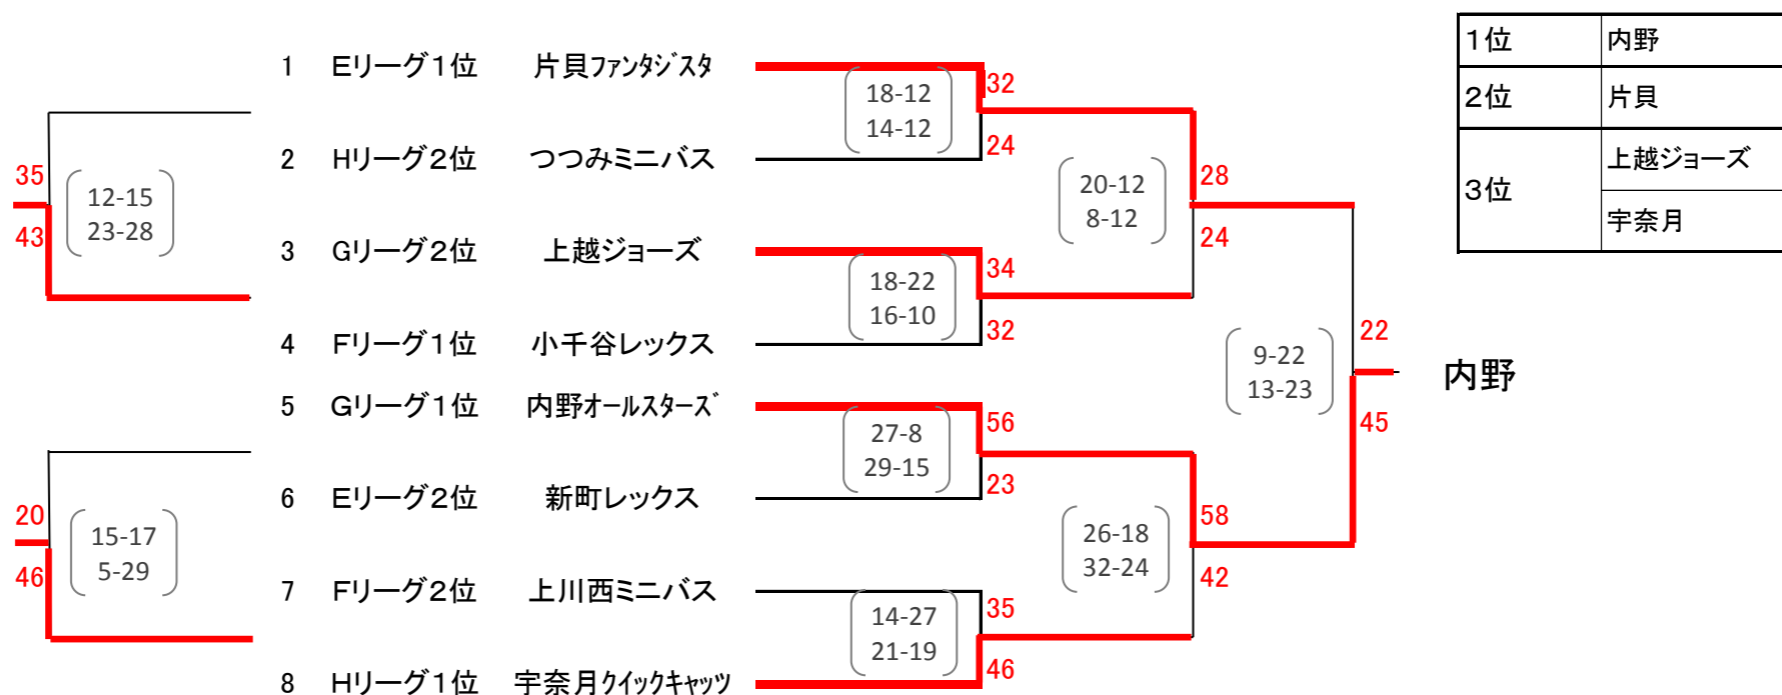 1 Eリーグ1位 片貝ファンタジスタ
2 Hリーグ2位 つつみミニバス
3 Gリーグ2位 上越ジョーズ
4 Fリーグ1位 小千谷レックス
5 Gリーグ1位 内野オールスターズ
6 Eリーグ2位 新町レックス
7 Fリーグ2位 上川西ミニバス
8 Hリーグ1位 宇奈月クイックキャッツ
35
12-15
23-28
43
20
15-17
5-29
46
18-12
14-12
32
24
18-22
16-10
34
32
27-8
29-15
56
23
14-27
21-19
35
46
20-12
8-12
28
24
26-18
32-24
58
42
9-22
13-23
22
45
内野
1位 内野
2位 片貝
3位 上越ジョーズ
宇奈月